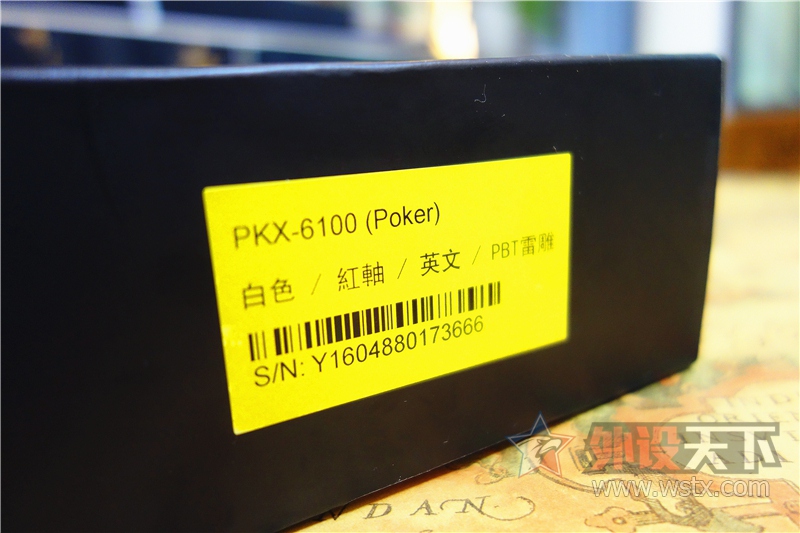 PKX-6100 (Poker)
白色 / 紅軸 / 英文 / PBT雷雕
S/N: Y1604880173666
外设天下
www.wstx.com
NDAN